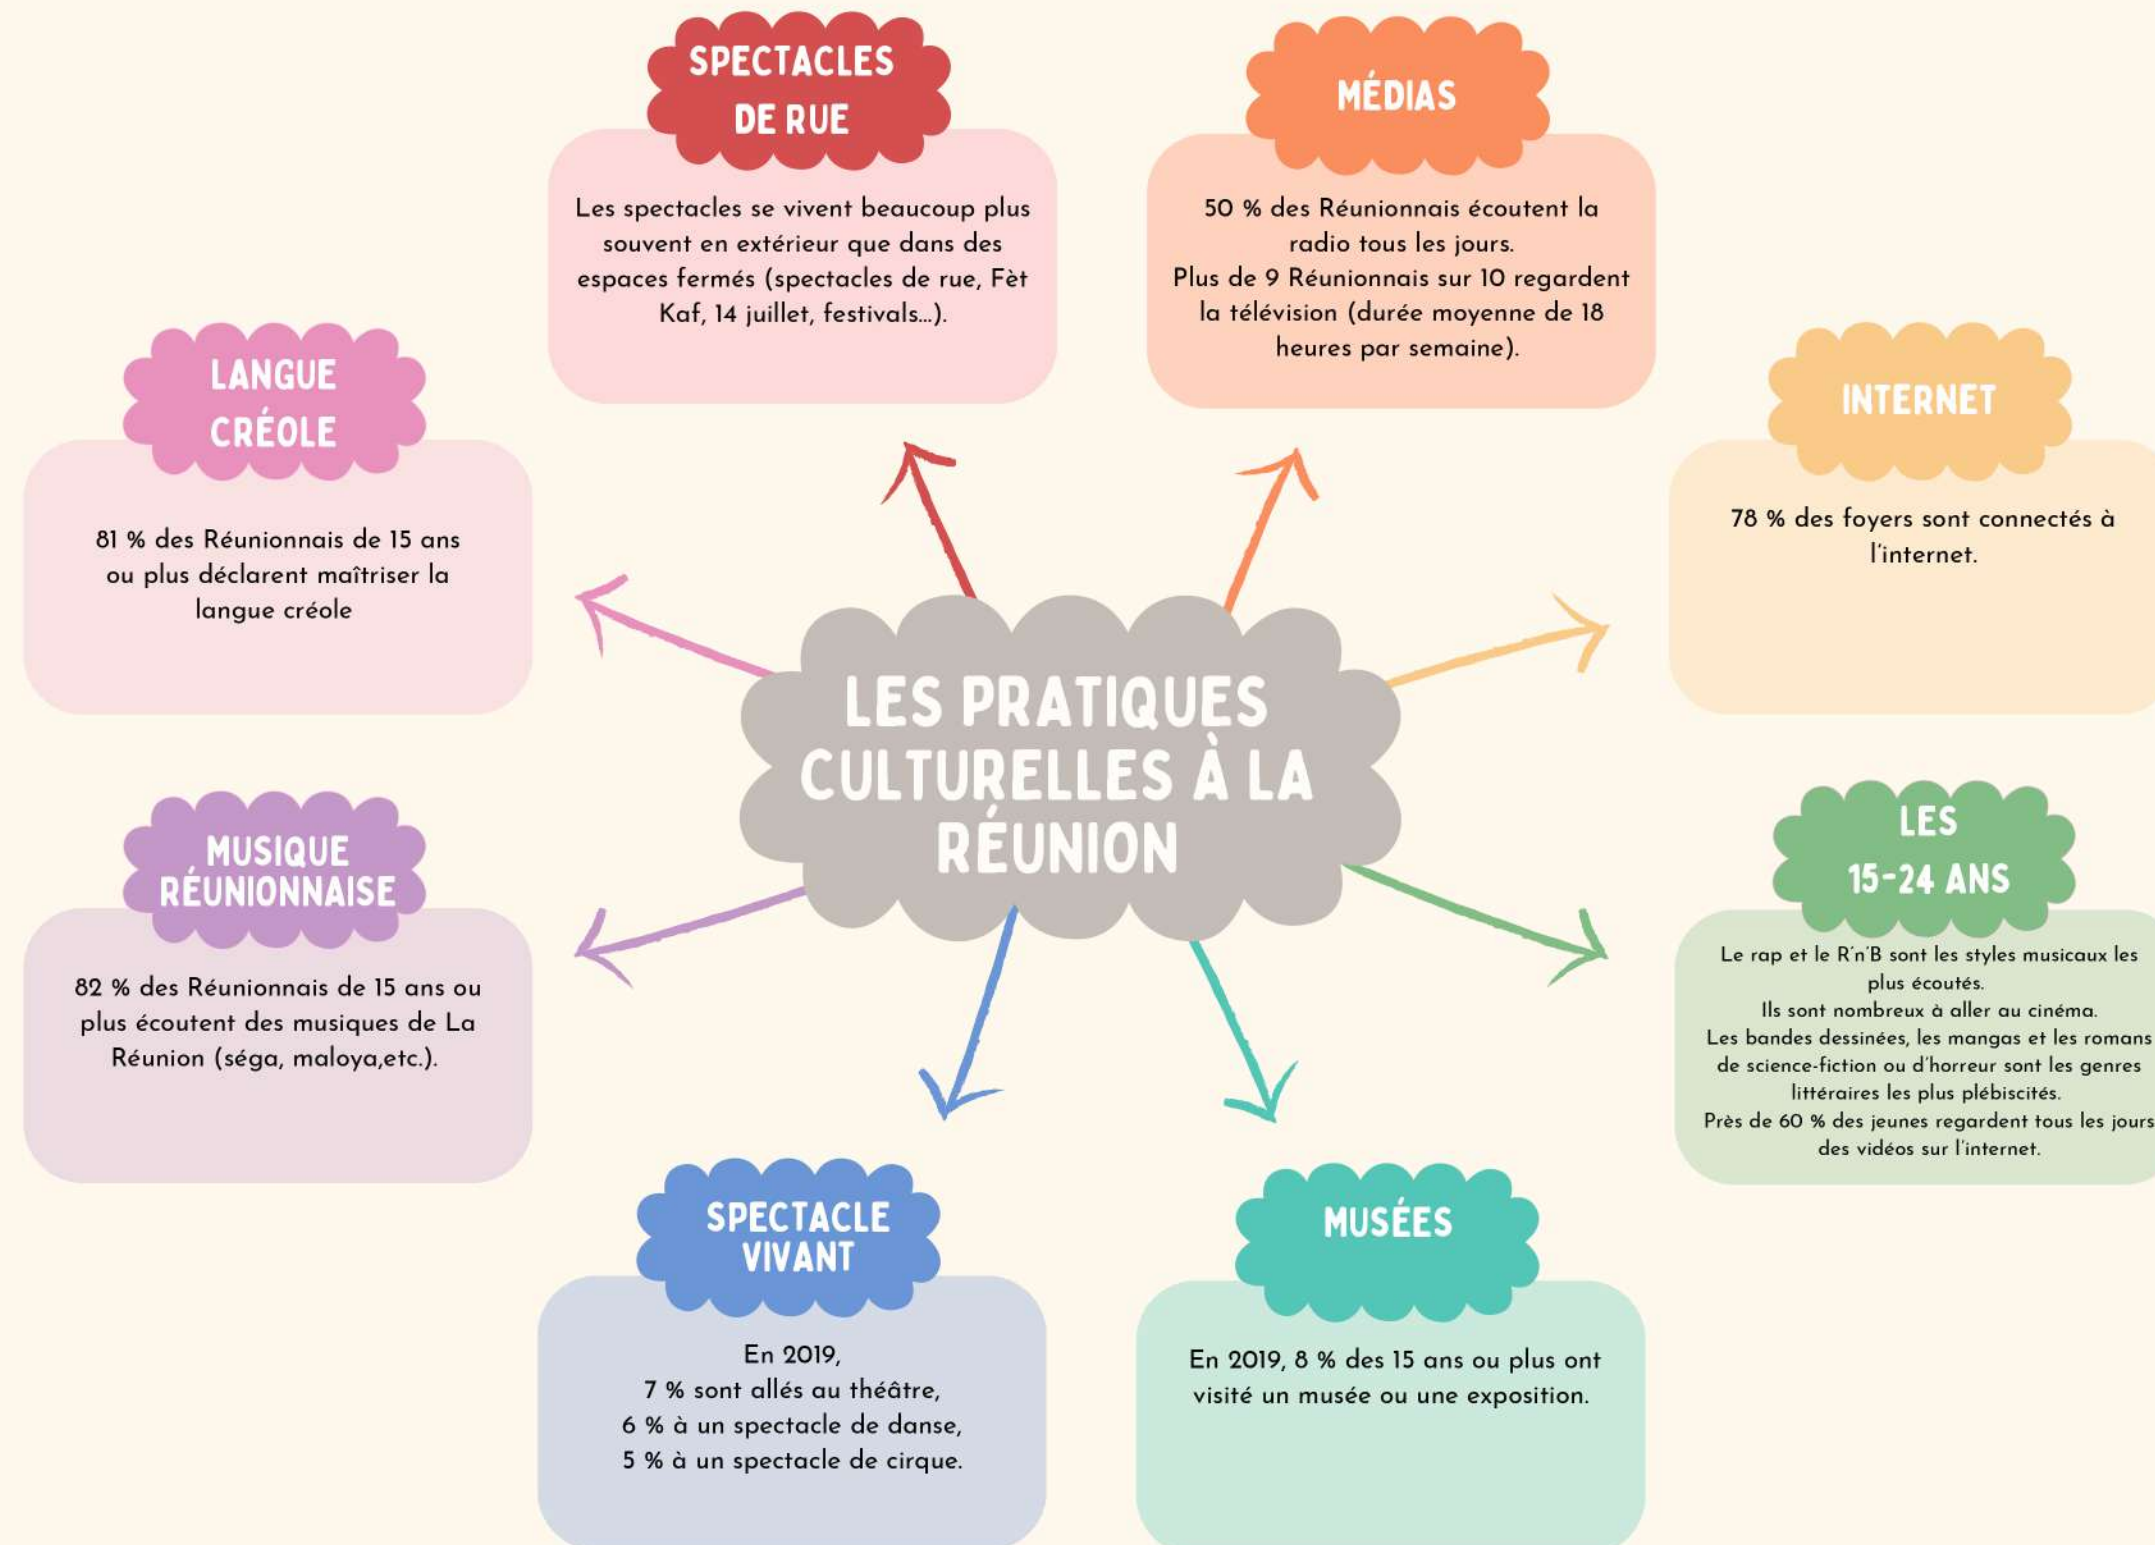 SPECTACLES
DE RUE
Les spectacles se vivent beaucoup plus
souvent en extérieur que dans des
espaces fermés (spectacles de rue, Fèt
Kaf, 14 juillet, festivals...).
MÉDIAS
50 % des Réunionnais écoutent la
radio tous les jours.
Plus de 9 Réunionnais sur 10 regardent
la télévision (durée moyenne de 18
heures par semaine).
LANGUE
CRÉOLE
81 % des Réunionnais de 15 ans
ou plus déclarent maîtriser la
langue créole
INTERNET
78 % des foyers sont connectés à
l'internet.
LES PRATIQUES
CULTURELLES À LA
RÉUNION
MUSIQUE
RÉUNIONNAISE
82 % des Réunionnais de 15 ans ou
plus écoutent des musiques de La
Réunion (séga, maloya,etc.).
LES
15-24 ANS
Le rap et le R'n'B sont les styles musicaux les
plus écoutés.
Ils sont nombreux à aller au cinéma.
Les bandes dessinées, les mangas et les romans
de science-fiction ou d'horreur sont les genres
littéraires les plus plébiscités.
Près de 60 % des jeunes regardent tous les jours
des vidéos sur l'internet.
SPECTACLE
VIVANT
En 2019,
7 % sont allés au théâtre,
6 % à un spectacle de danse,
5 % à un spectacle de cirque.
MUSÉES
En 2019, 8 % des 15 ans ou plus ont
visité un musée ou une exposition.